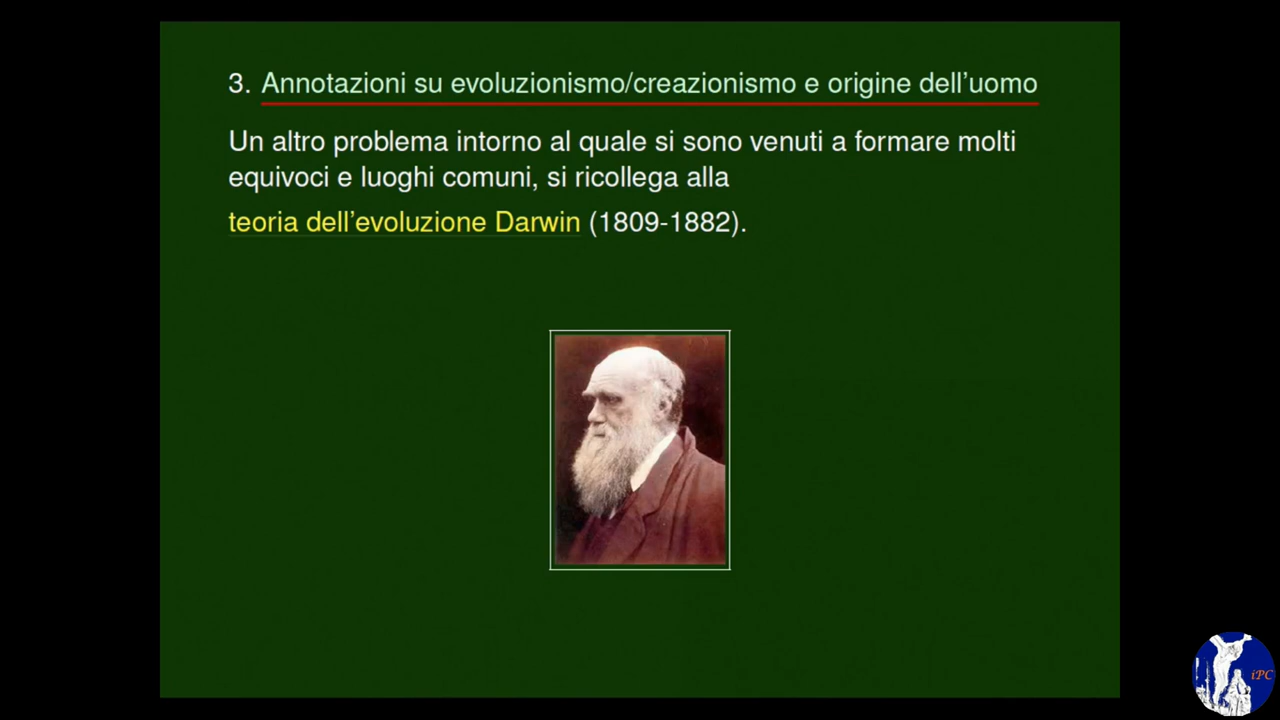 3. Annotazioni su evoluzionismo/creazionismo e origine dell'uomo
Un altro problema intorno al quale si sono venuti a formare molti
equivoci e luoghi comuni, si ricollega alla
teoria dell'evoluzione Darwin (1809-1882).
iPC